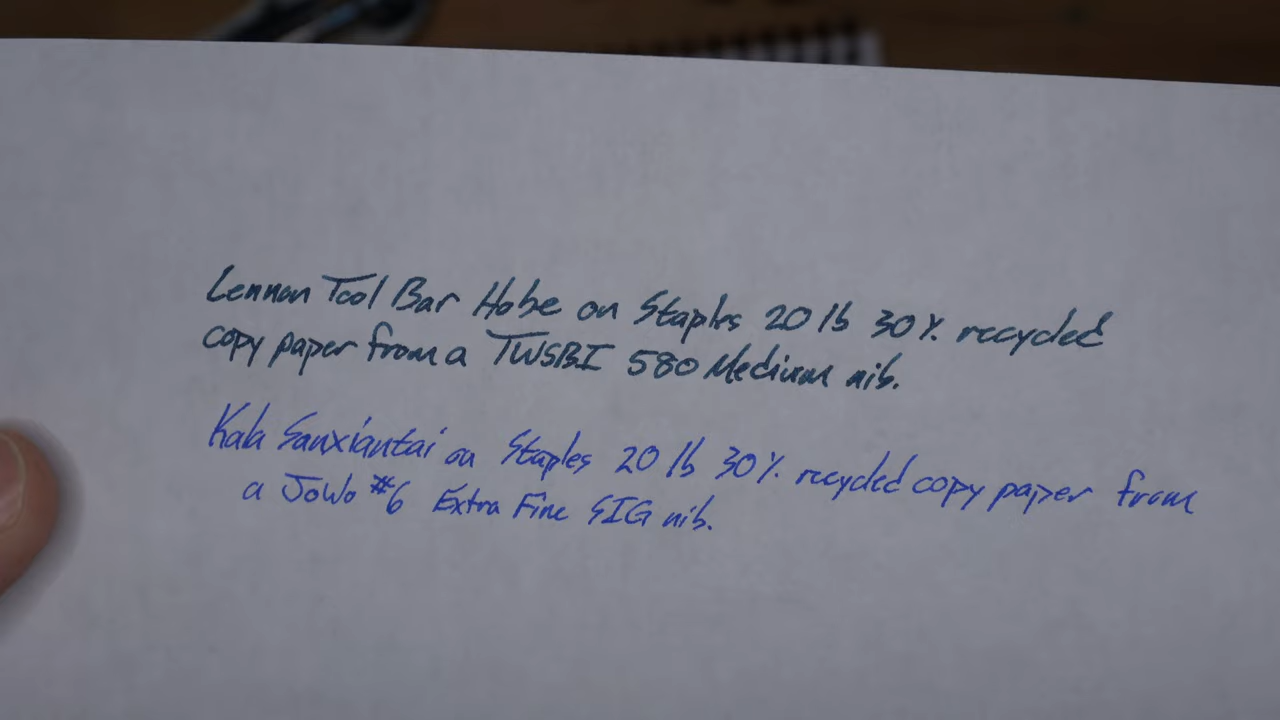 Lennon Tool Bar Hobe on Staples 20 lb 30% recycled
copy paper from a TWSBI 580 Medium nib.
Kala Sanxiantai on Staples 20 lb 30% recycled copy paper from
a JoWo #6 Extra Fine SIG nib.